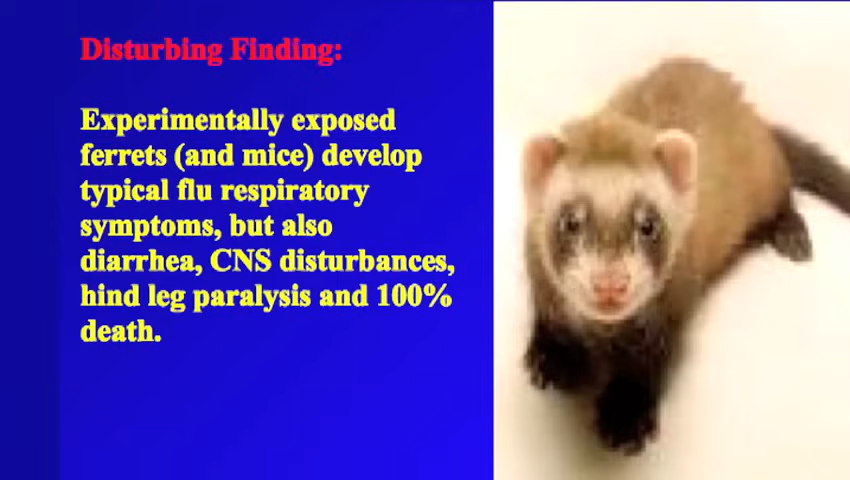 Disturbing Finding:
Experimentally exposed
ferrets (and mice) develop
typical flu respiratory
symptoms, but also
diarrhea, CNS disturbances,
hind leg paralysis and 100%
death.